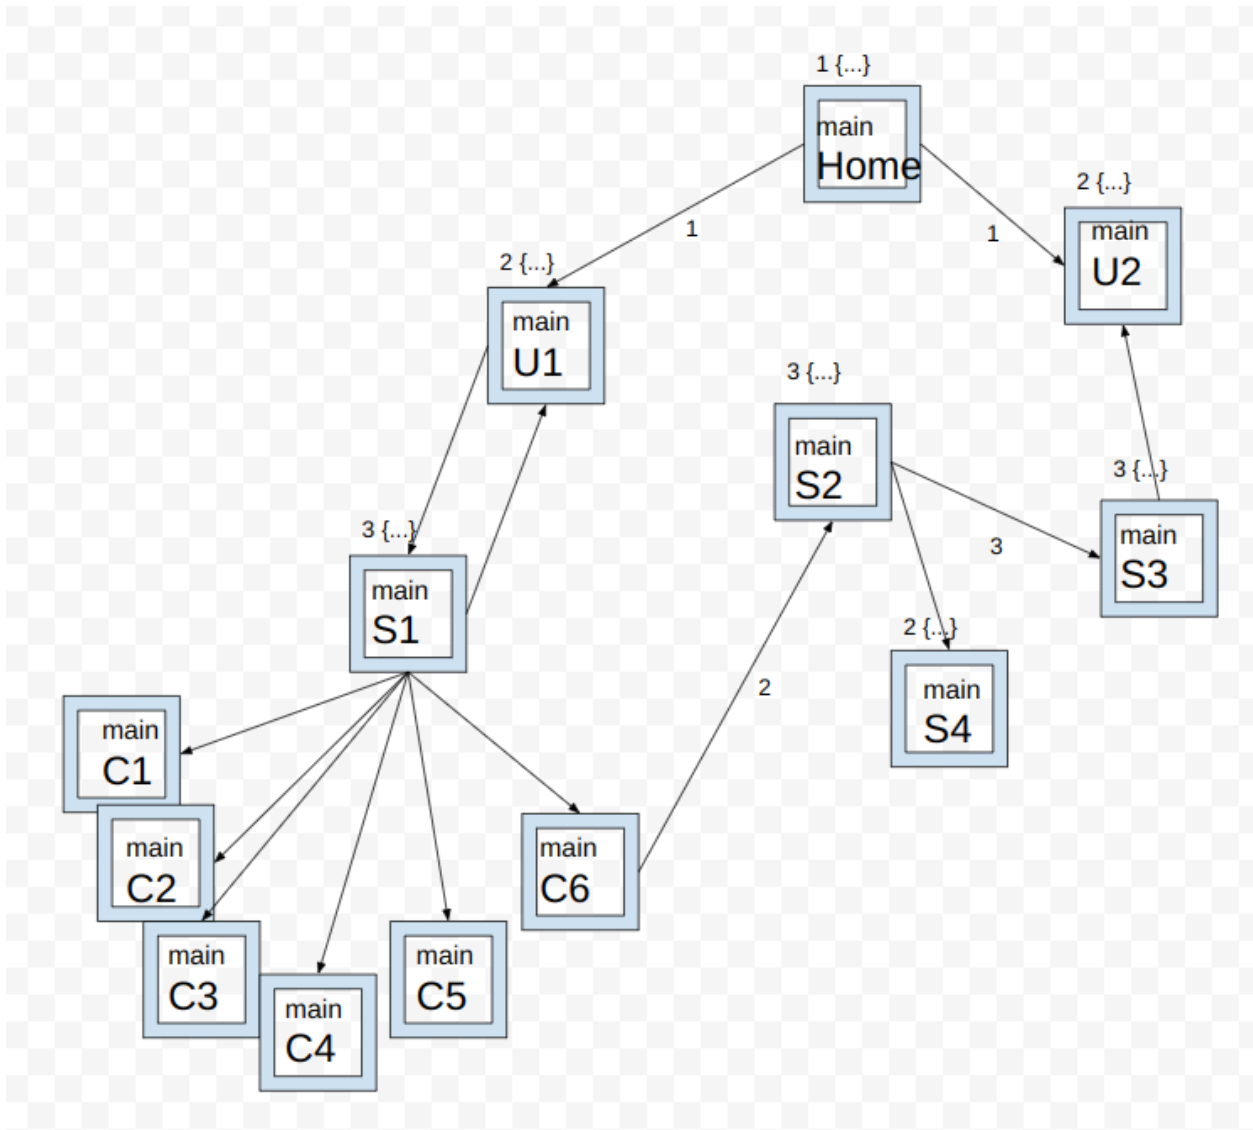 1 {...}
main
Home
1
1
2 {...}
main
U2
2 {...}
main
U1
3 {...}
main
S2
3 {...}
main
S3
3
3 {...}
main
S1
2 {...}
main
S4
2
main
C1
main
C2
main
C3
main
C4
main
C5
main
C6